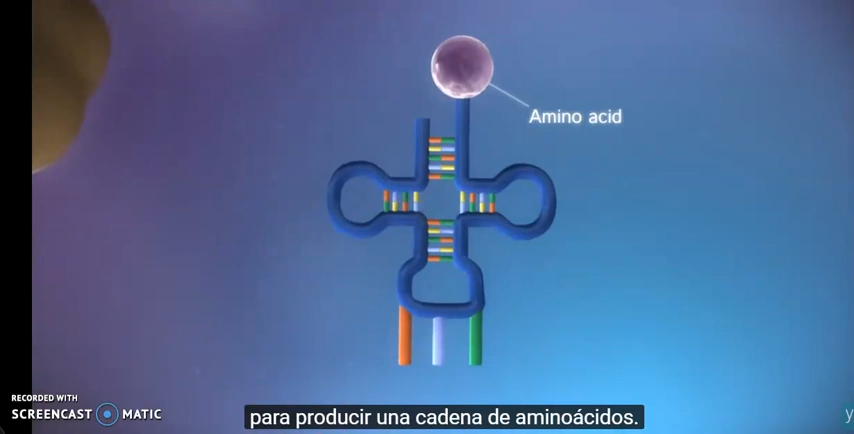 Amino acid
RECORDED WITH
SCREENCAST MATIC
para producir una cadena de aminoácidos.
y